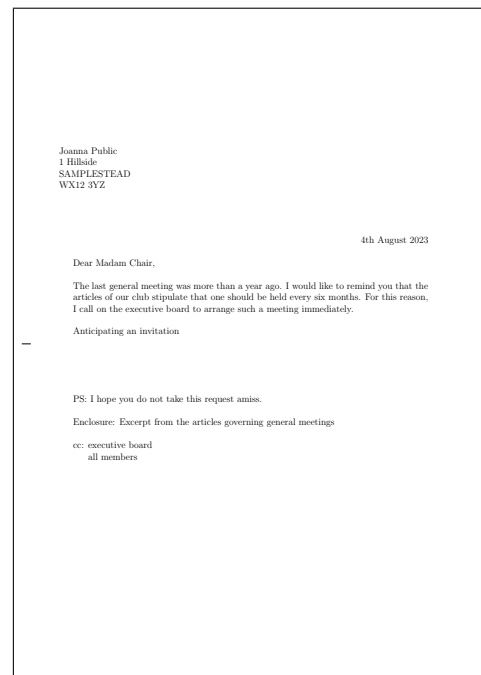 Joanna Public
1 Hillside
SAMPLESTEAD
WX12 3YZ
4th August 2023
Dear Madam Chair,
The last general meeting was more than a year ago. I would like to remind you that the
articles of our club stipulate that one should be held every six months. For this reason,
I call on the executive board to arrange such a meeting immediately.
Anticipating an invitation
PS: I hope you do not take this request amiss.
Enclosure: Excerpt from the articles governing general meetings
cc: executive board
all members